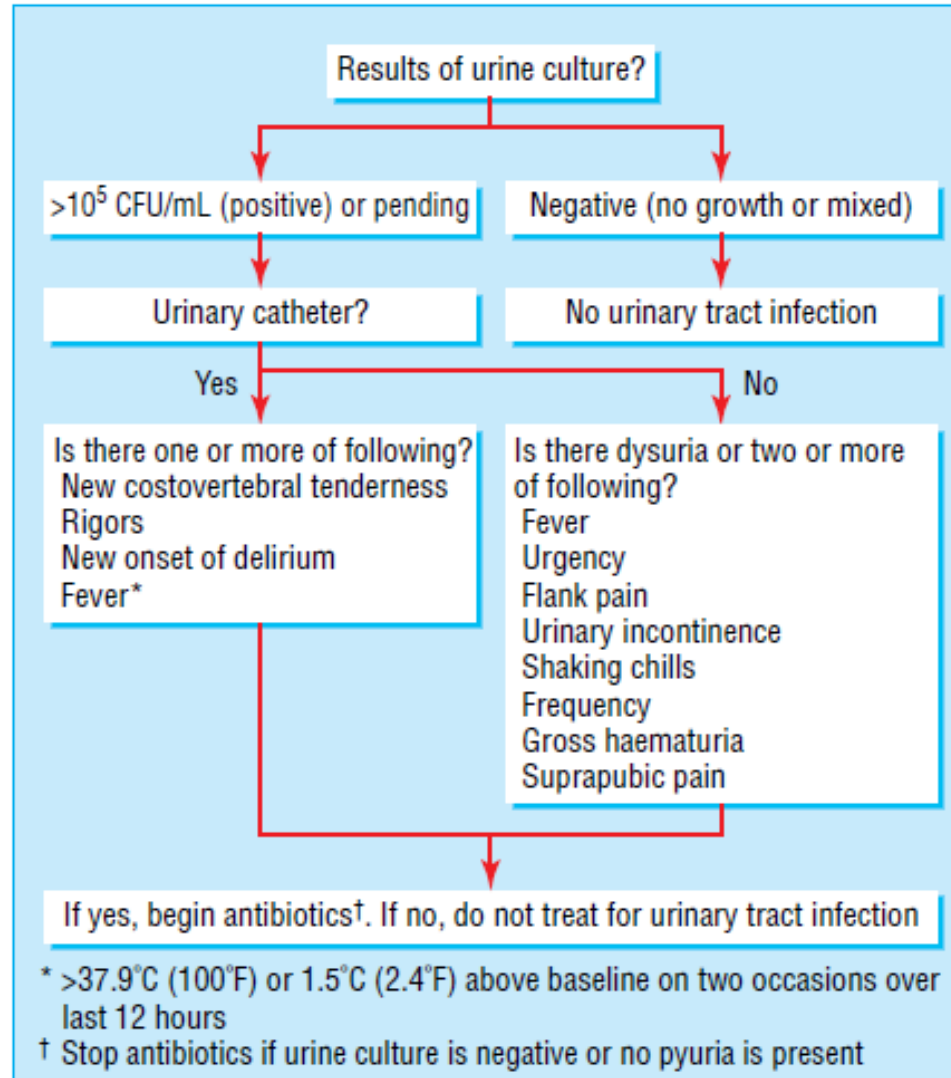 Results of urine culture?
>10⁵ CFU/mL (positive) or pending
Negative (no growth or mixed)
Urinary catheter?
No urinary tract infection
Yes
No
Is there one or more of following?
New costovertebral tenderness
Rigors
New onset of delirium
Fever*
Is there dysuria or two or more
of following?
Fever
Urgency
Flank pain
Urinary incontinence
Shaking chills
Frequency
Gross haematuria
Suprapubic pain
If yes, begin antibiotics†. If no, do not treat for urinary tract infection
* >37.9°C (100°F) or 1.5°C (2.4°F) above baseline on two occasions over
last 12 hours
† Stop antibiotics if urine culture is negative or no pyuria is present